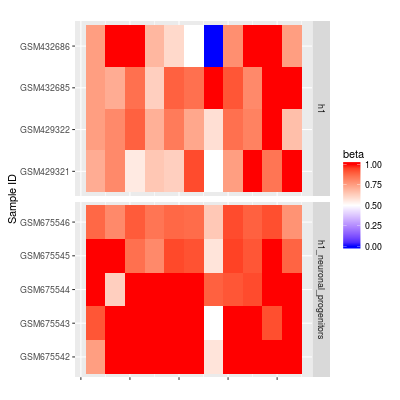 GSM432686
GSM432685
GSM429322
GSM429321
h1
GSM675546
GSM675545
GSM675544
GSM675543
GSM675542
h1_neuronal_progenitors
Sample ID
beta
1.00
0.75
0.50
0.25
0.00